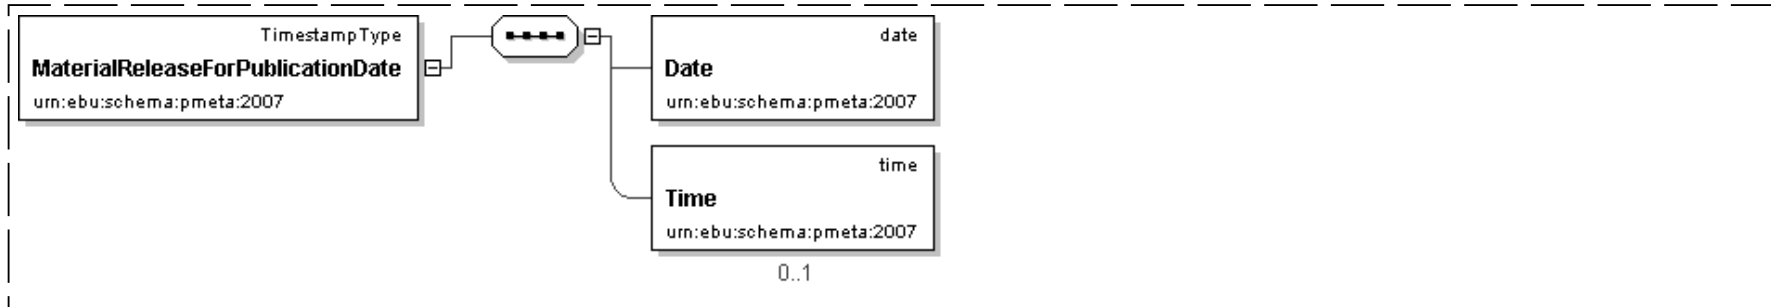 TimestampType
MaterialReleaseForPublicationDate
urn:ebu:schema:pmeta:2007
date
Date
urn:ebu:schema:pmeta:2007
time
Time
urn:ebu:schema:pmeta:2007
0..1